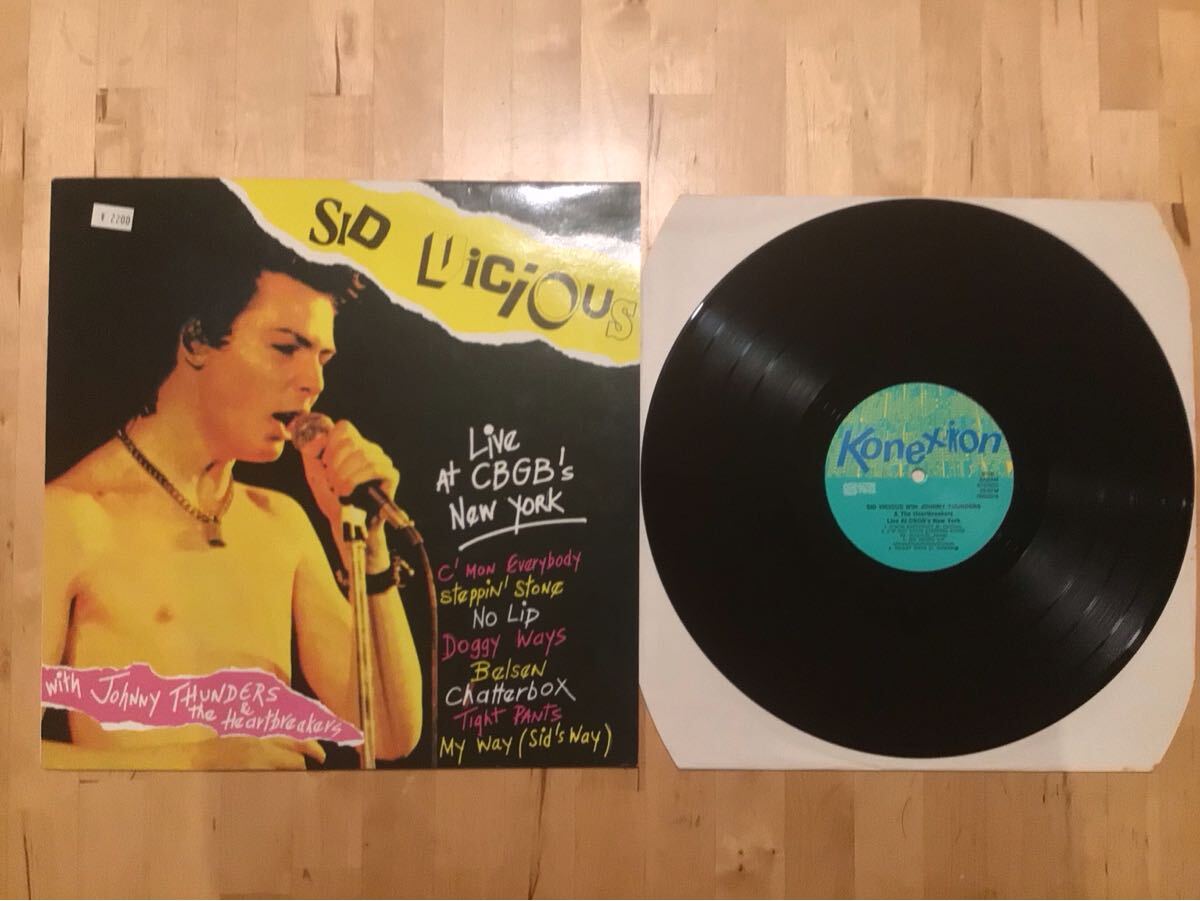 ¥ 2200
SID VICIOUS
Live
At CBGB's
New York
C'mon Everybody
Steppin' Stone
No Lip
Doggy Ways
Belsen
Chatterbox
Tight Pants
My Way (Sid's Way)
with Johnny Thunders
& the Heartbreakers
Konexion
SID VICIOUS With JOHNNY THUNDERS
& The Heartbreakers
Live At CBGB's New York